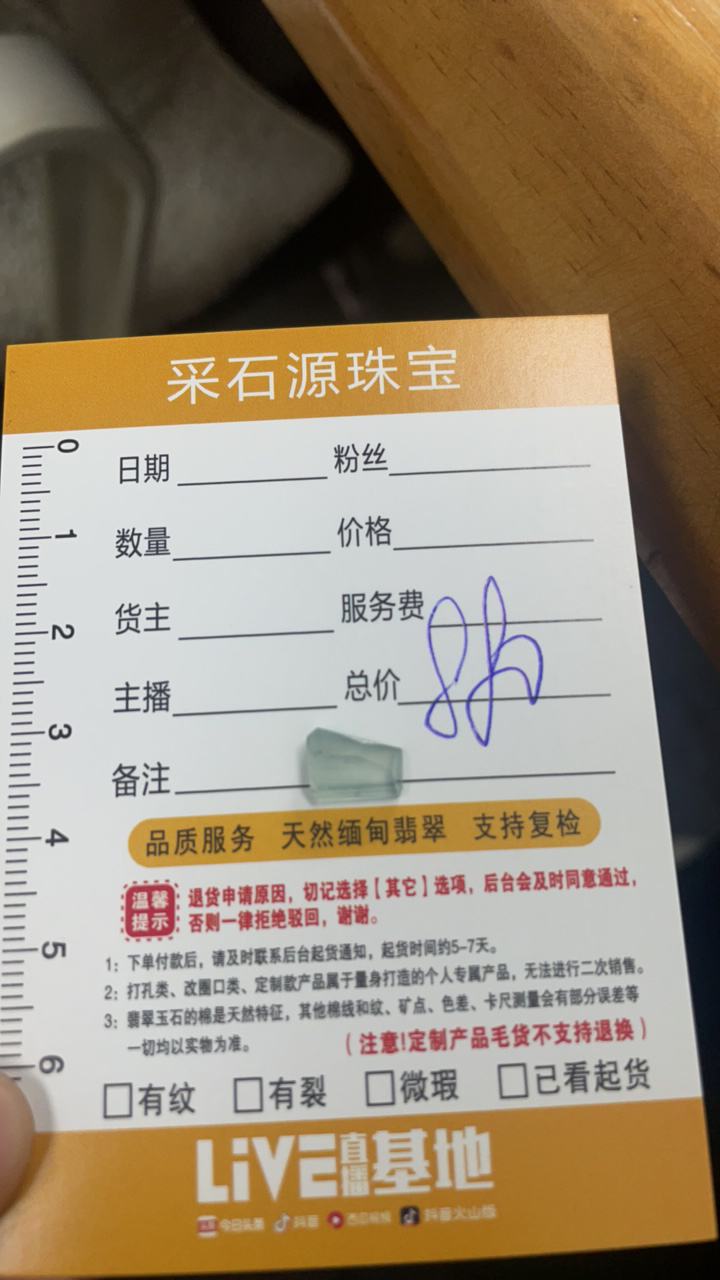 采石源珠宝
日期 粉丝
数量 价格
货主 服务费
主播 总价
备注
品质服务 天然缅甸翡翠 支持复检
温馨提示 退货申请原因，切记选择【其它】选项，后台会及时同意通过，
否则一律拒绝驳回，谢谢。
1：下单付款后，请及时联系后台起货通知，起货时间约5-7天。
2：打孔类、改圈口类、定制款产品属于量身打造的个人专属产品，无法进行二次销售。
3：翡翠玉石的棉是天然特征，其他棉线和纹、矿点、色差、卡尺测量会有部分误差等
一切均以实物为准。 （注意!定制产品毛货不支持退换）
□有纹 □有裂 □微瑕 □已看起货
LiVE直播基地
今日头条 抖音 西瓜视频 抖音火山版
0
1
2
3
4
5
6